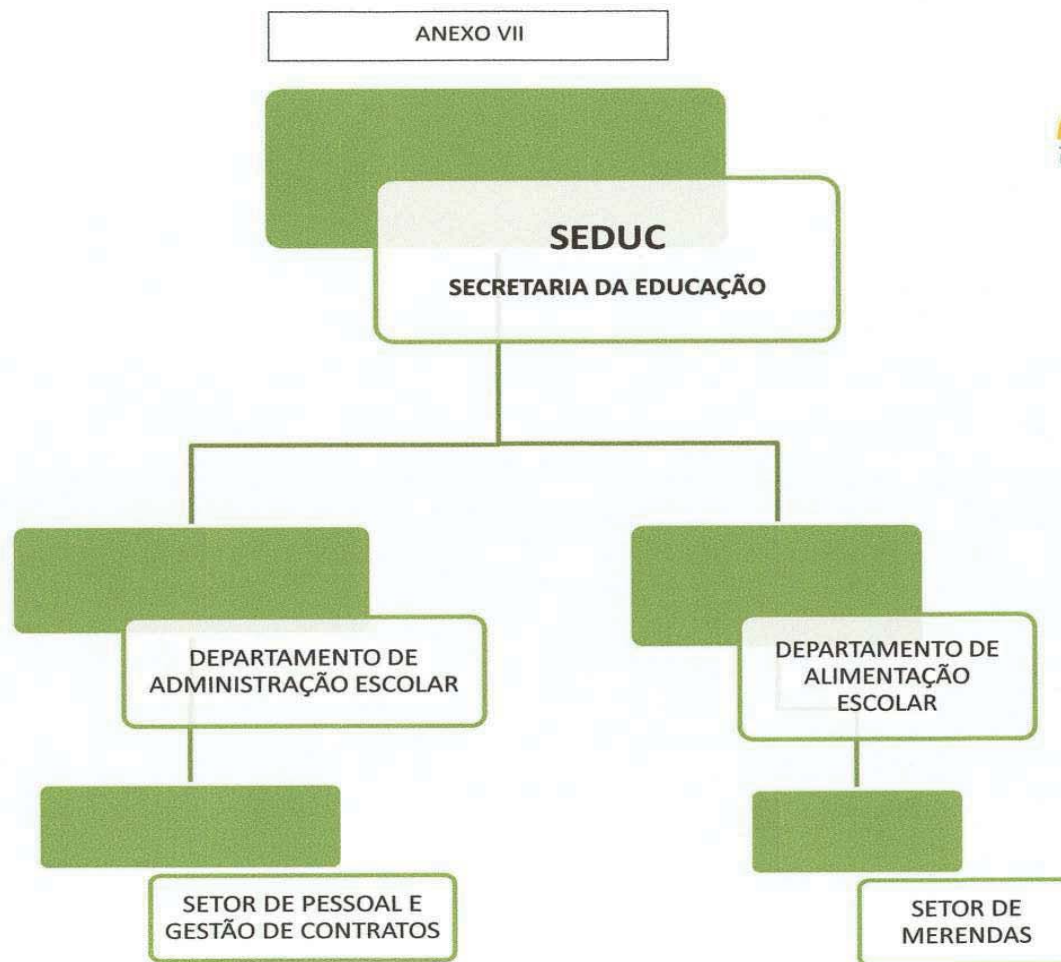 ANEXO VII
SEDUC
SECRETARIA DA EDUCAÇÃO
DEPARTAMENTO DE
ADMINISTRAÇÃO ESCOLAR
DEPARTAMENTO DE
ALIMENTAÇÃO
ESCOLAR
SETOR DE PESSOAL E
GESTÃO DE CONTRATOS
SETOR DE
MERENDAS